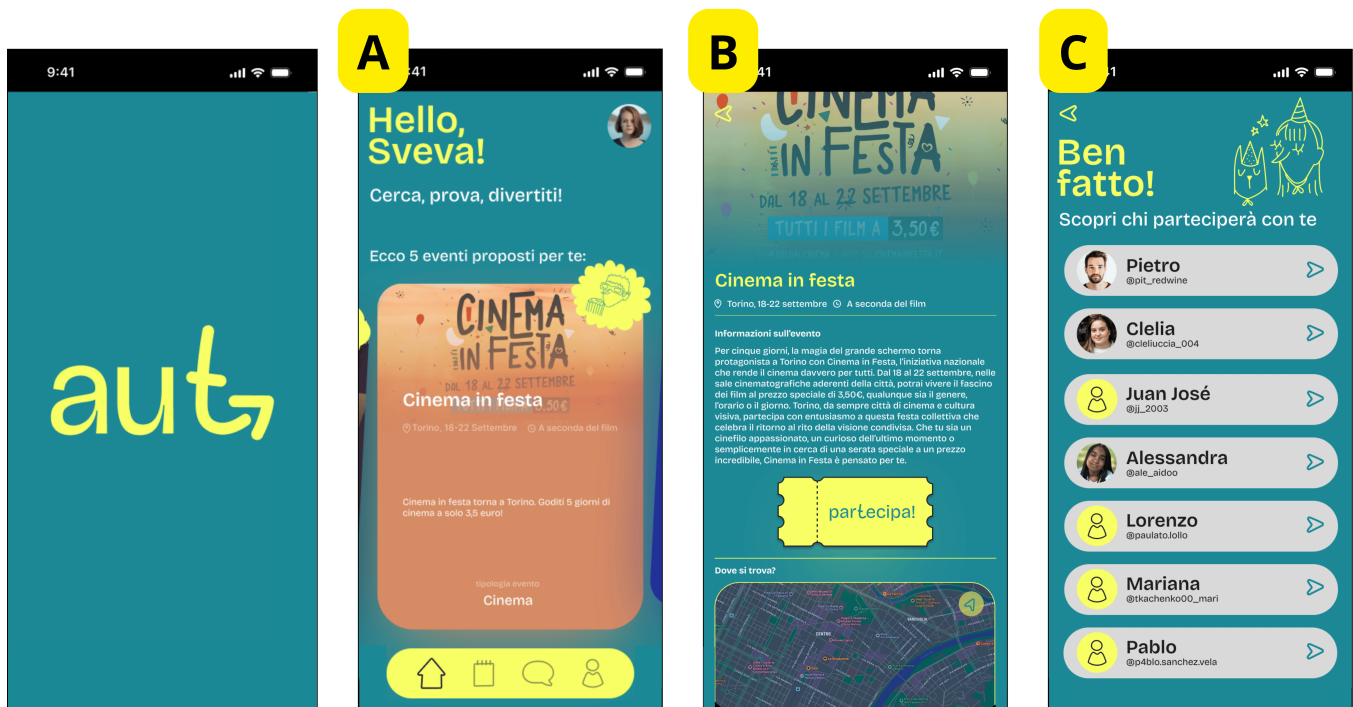 9:41
aut
A
41
Hello,
Sveva!
Cerca, prova, divertiti!
Ecco 5 eventi proposti per te:
CINEMA
IN FESTA
DAL 18 AL 22 SETTEMBRE
3,50€
Cinema in festa
Torino, 18-22 Settembre A seconda del film
Cinema in festa torna a Torino. Goditi 5 giorni di
cinema a solo 3,5 euro!
tipologia evento
Cinema
B
41
CINEMA
IN FESTA
DAL 18 AL 22 SETTEMBRE
TUTTI I FILM A 3,50€
Cinema in festa
Torino, 18-22 settembre A seconda del film
Informazioni sull'evento
Per cinque giorni, la magia del grande schermo torna
protagonista a Torino con Cinema in Festa, l'iniziativa nazionale
che rende il cinema davvero per tutti. Dal 18 al 22 settembre, nelle
sale cinematografiche aderenti della città, potrai vivere il fascino
dei film al prezzo speciale di 3,50€, qualunque sia il genere,
l'orario o il giorno. Torino, da sempre città di cinema e cultura
visiva, partecipa con entusiasmo a questa festa collettiva che
celebra il ritorno al rito della visione condivisa. Che tu sia un
cinefilo appassionato, un curioso dell'ultimo momento o
semplicemente in cerca di una serata speciale a un prezzo
incredibile, Cinema in Festa è pensato per te.
partecipa!
Dove si trova?
CENTRO
VANCHIGLIA
C
1
Ben
fatto!
Scopri chi parteciperà con te
Pietro
@pit_redwine
Clelia
@cleliuccia_004
Juan José
@jj_2003
Alessandra
@ale_aidoo
Lorenzo
@paulato.lollo
Mariana
@tkachenko00_mari
Pablo
@p4blo.sanchez.vela